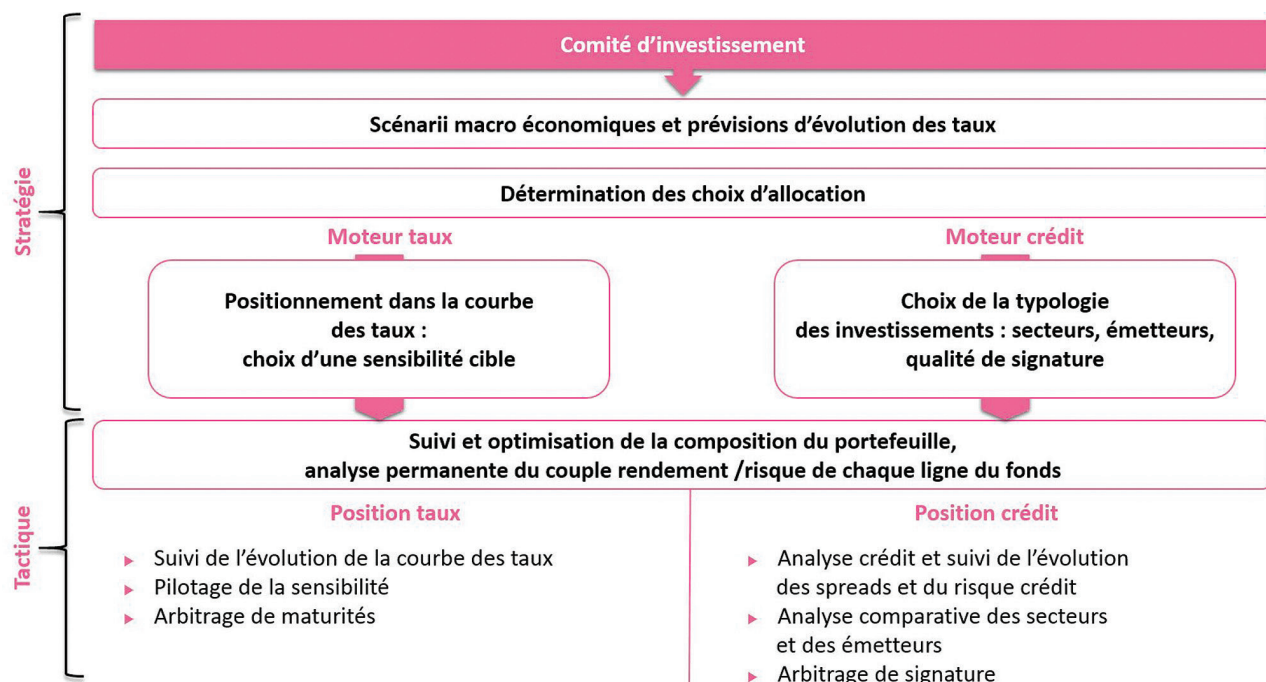 Comité d'investissement
Scénarii macro économiques et prévisions d'évolution des taux
Détermination des choix d'allocation
Stratégie
Moteur taux
Moteur crédit
Positionnement dans la courbe
des taux :
choix d'une sensibilité cible
Choix de la typologie
des investissements : secteurs, émetteurs,
qualité de signature
Suivi et optimisation de la composition du portefeuille,
analyse permanente du couple rendement /risque de chaque ligne du fonds
Tactique
Position taux
Suivi de l'évolution de la courbe des taux
Pilotage de la sensibilité
Arbitrage de maturités
Position crédit
Analyse crédit et suivi de l'évolution
des spreads et du risque crédit
Analyse comparative des secteurs
et des émetteurs
Arbitrage de signature